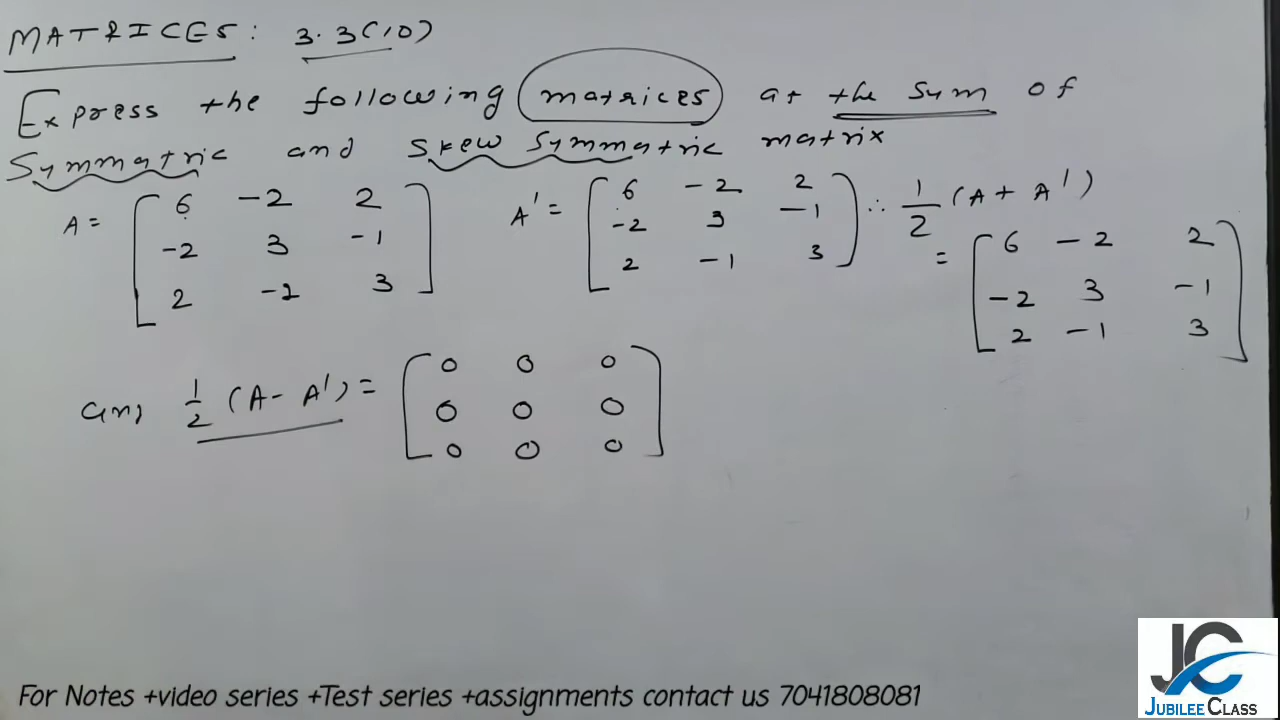 MATRICES: 3.3(10)
Express the following matrices as the sum of
Symmatric and skew symmatric matrix
A = [ 6 -2 2
-2 3 -1
2 -2 3 ]
A' = [ 6 -2 2
-2 3 -1
2 -1 3 ]
∴ 1/2 (A + A')
= [ 6 -2 2
-2 3 -1
2 -1 3 ]
1/2 (A - A') = [ 0 0 0
0 0 0
0 0 0 ]
For Notes +video series +Test series +assignments contact us 7041808081
JC
JUBILEE CLASS